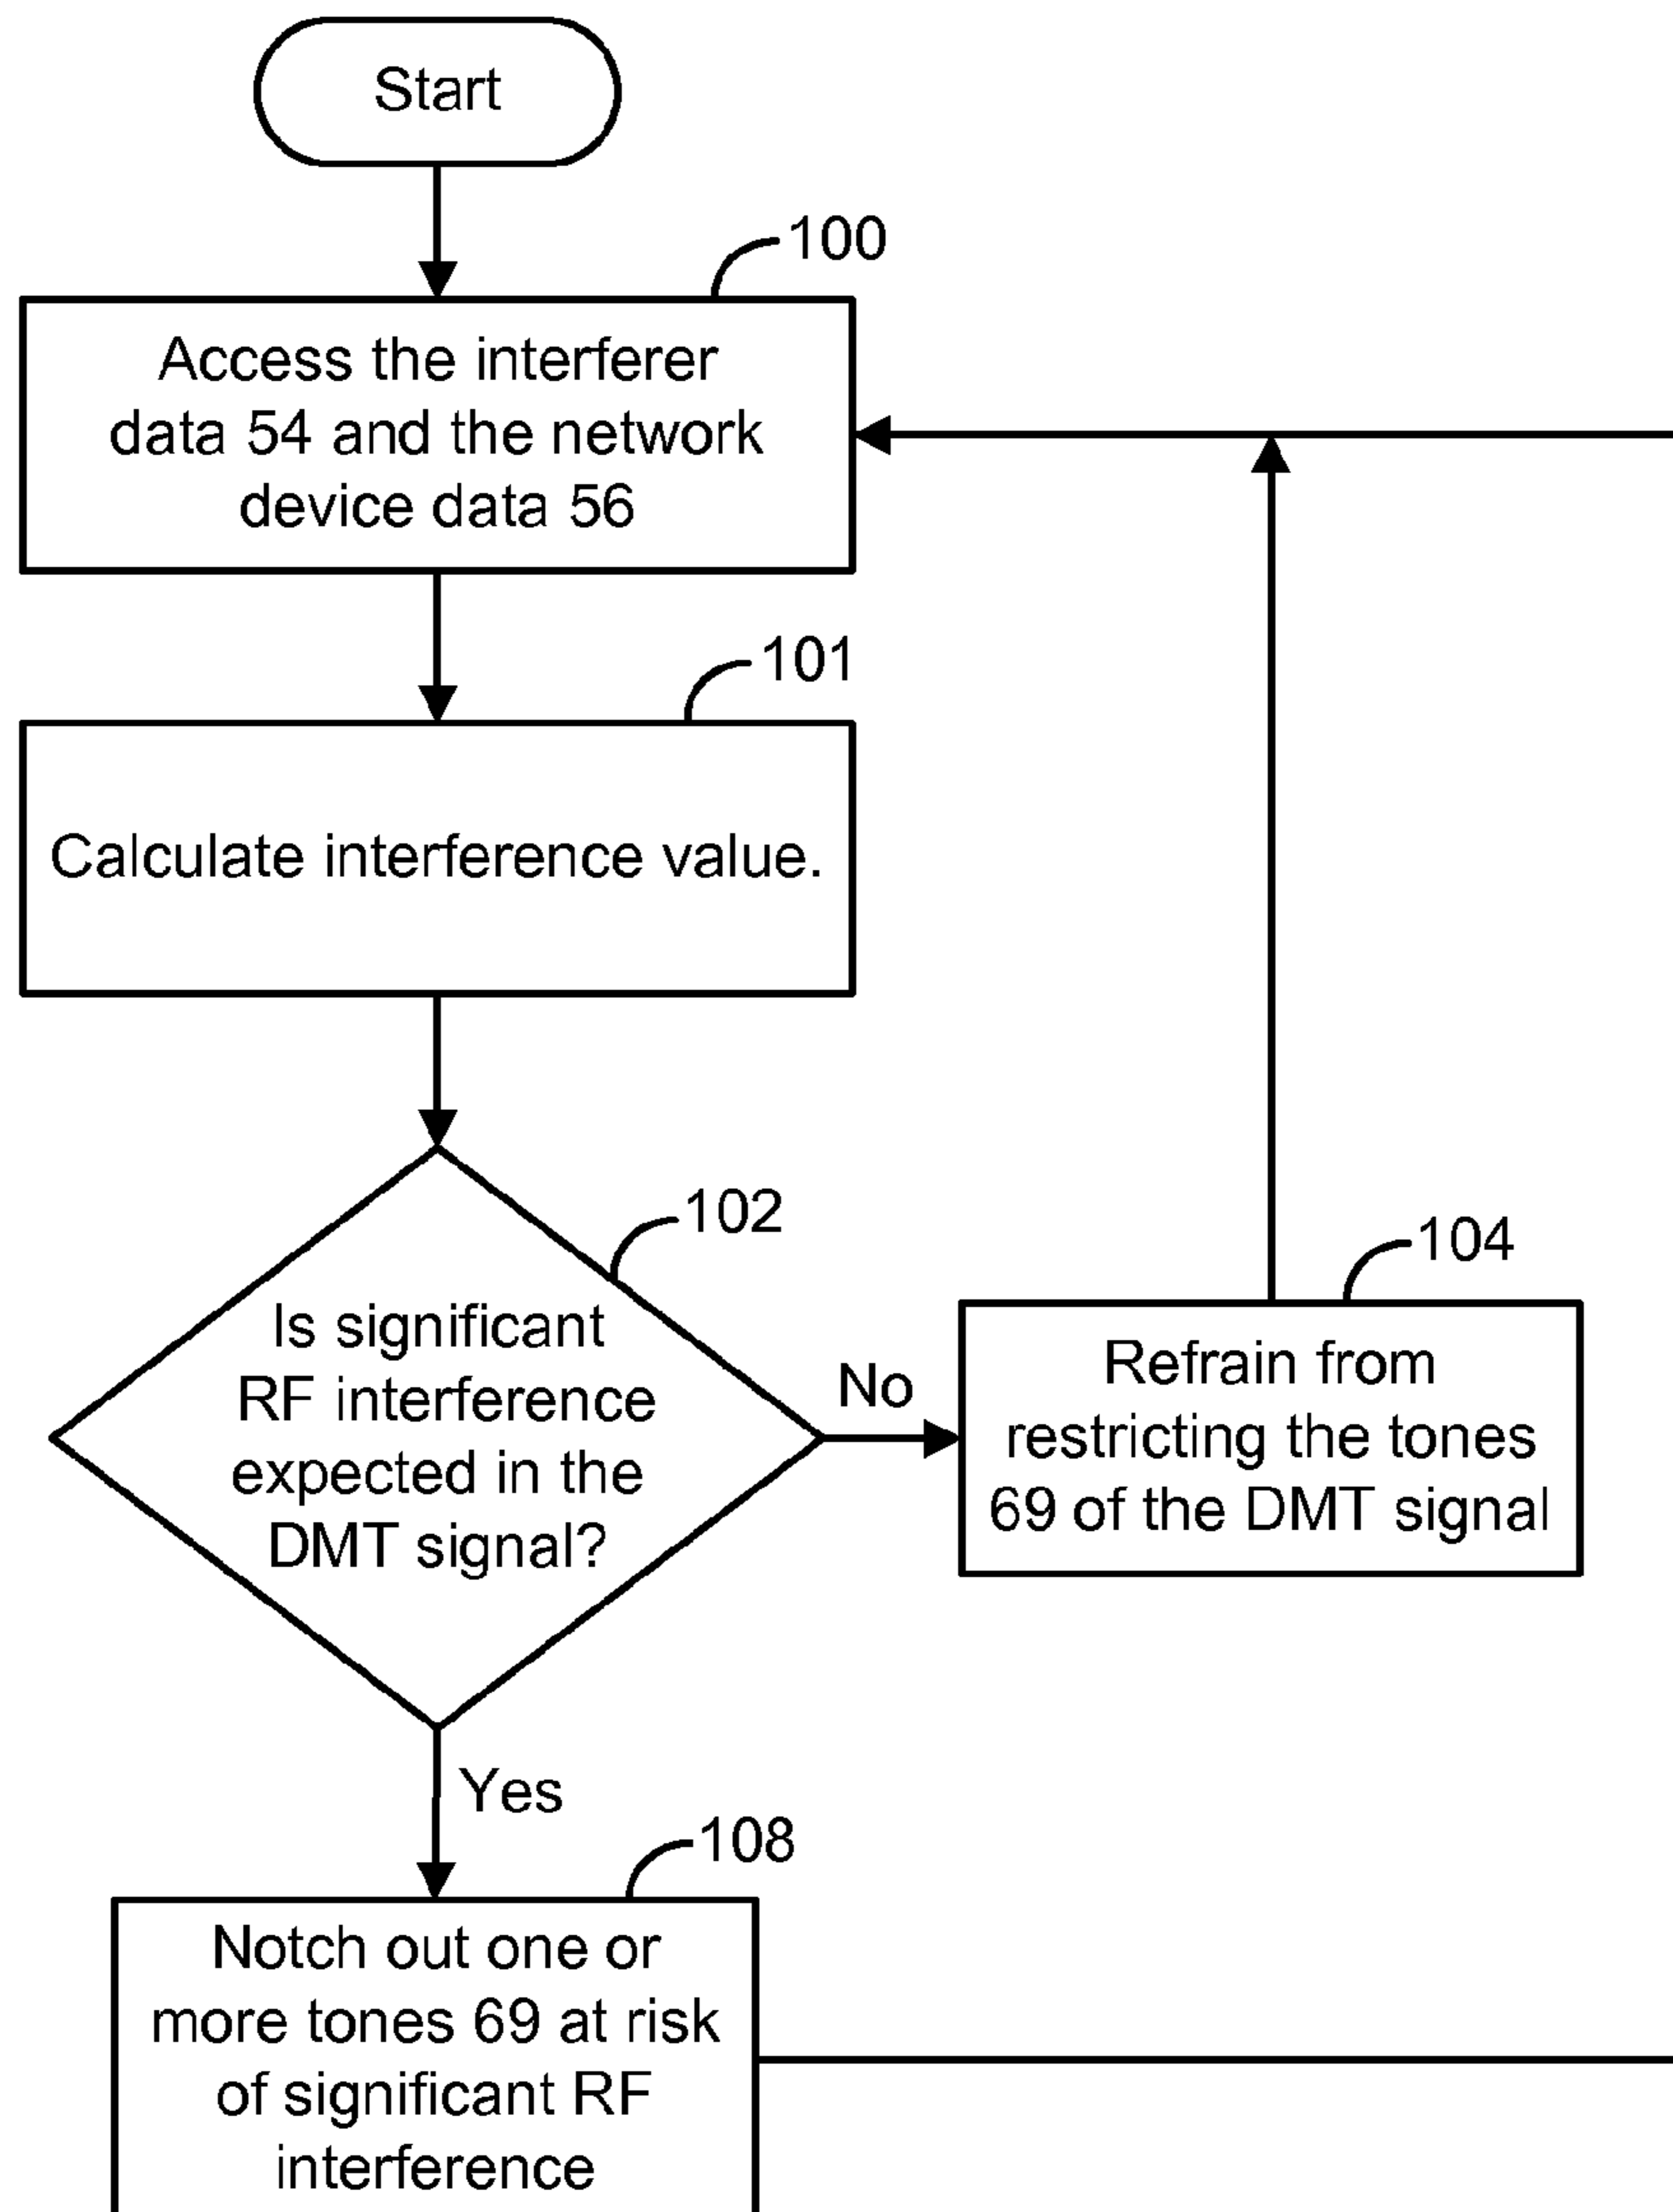 Start
100
Access the interferer
data 54 and the network
device data 56
101
Calculate interference value.
102
Is significant
RF interference
expected in the
DMT signal?
No
104
Refrain from
restricting the tones
69 of the DMT signal
Yes
108
Notch out one or
more tones 69 at risk
of significant RF
interference